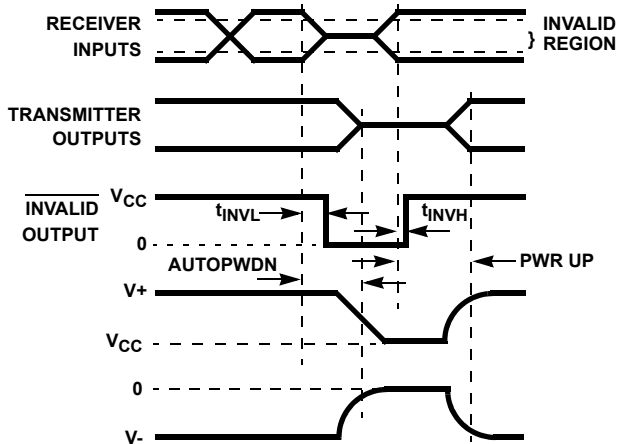 RECEIVER
INPUTS
} INVALID
REGION
TRANSMITTER
OUTPUTS
INVALID
OUTPUT
VCC
0
tINVL
tINVH
AUTOPWDN
PWR UP
V+
VCC
0
V-